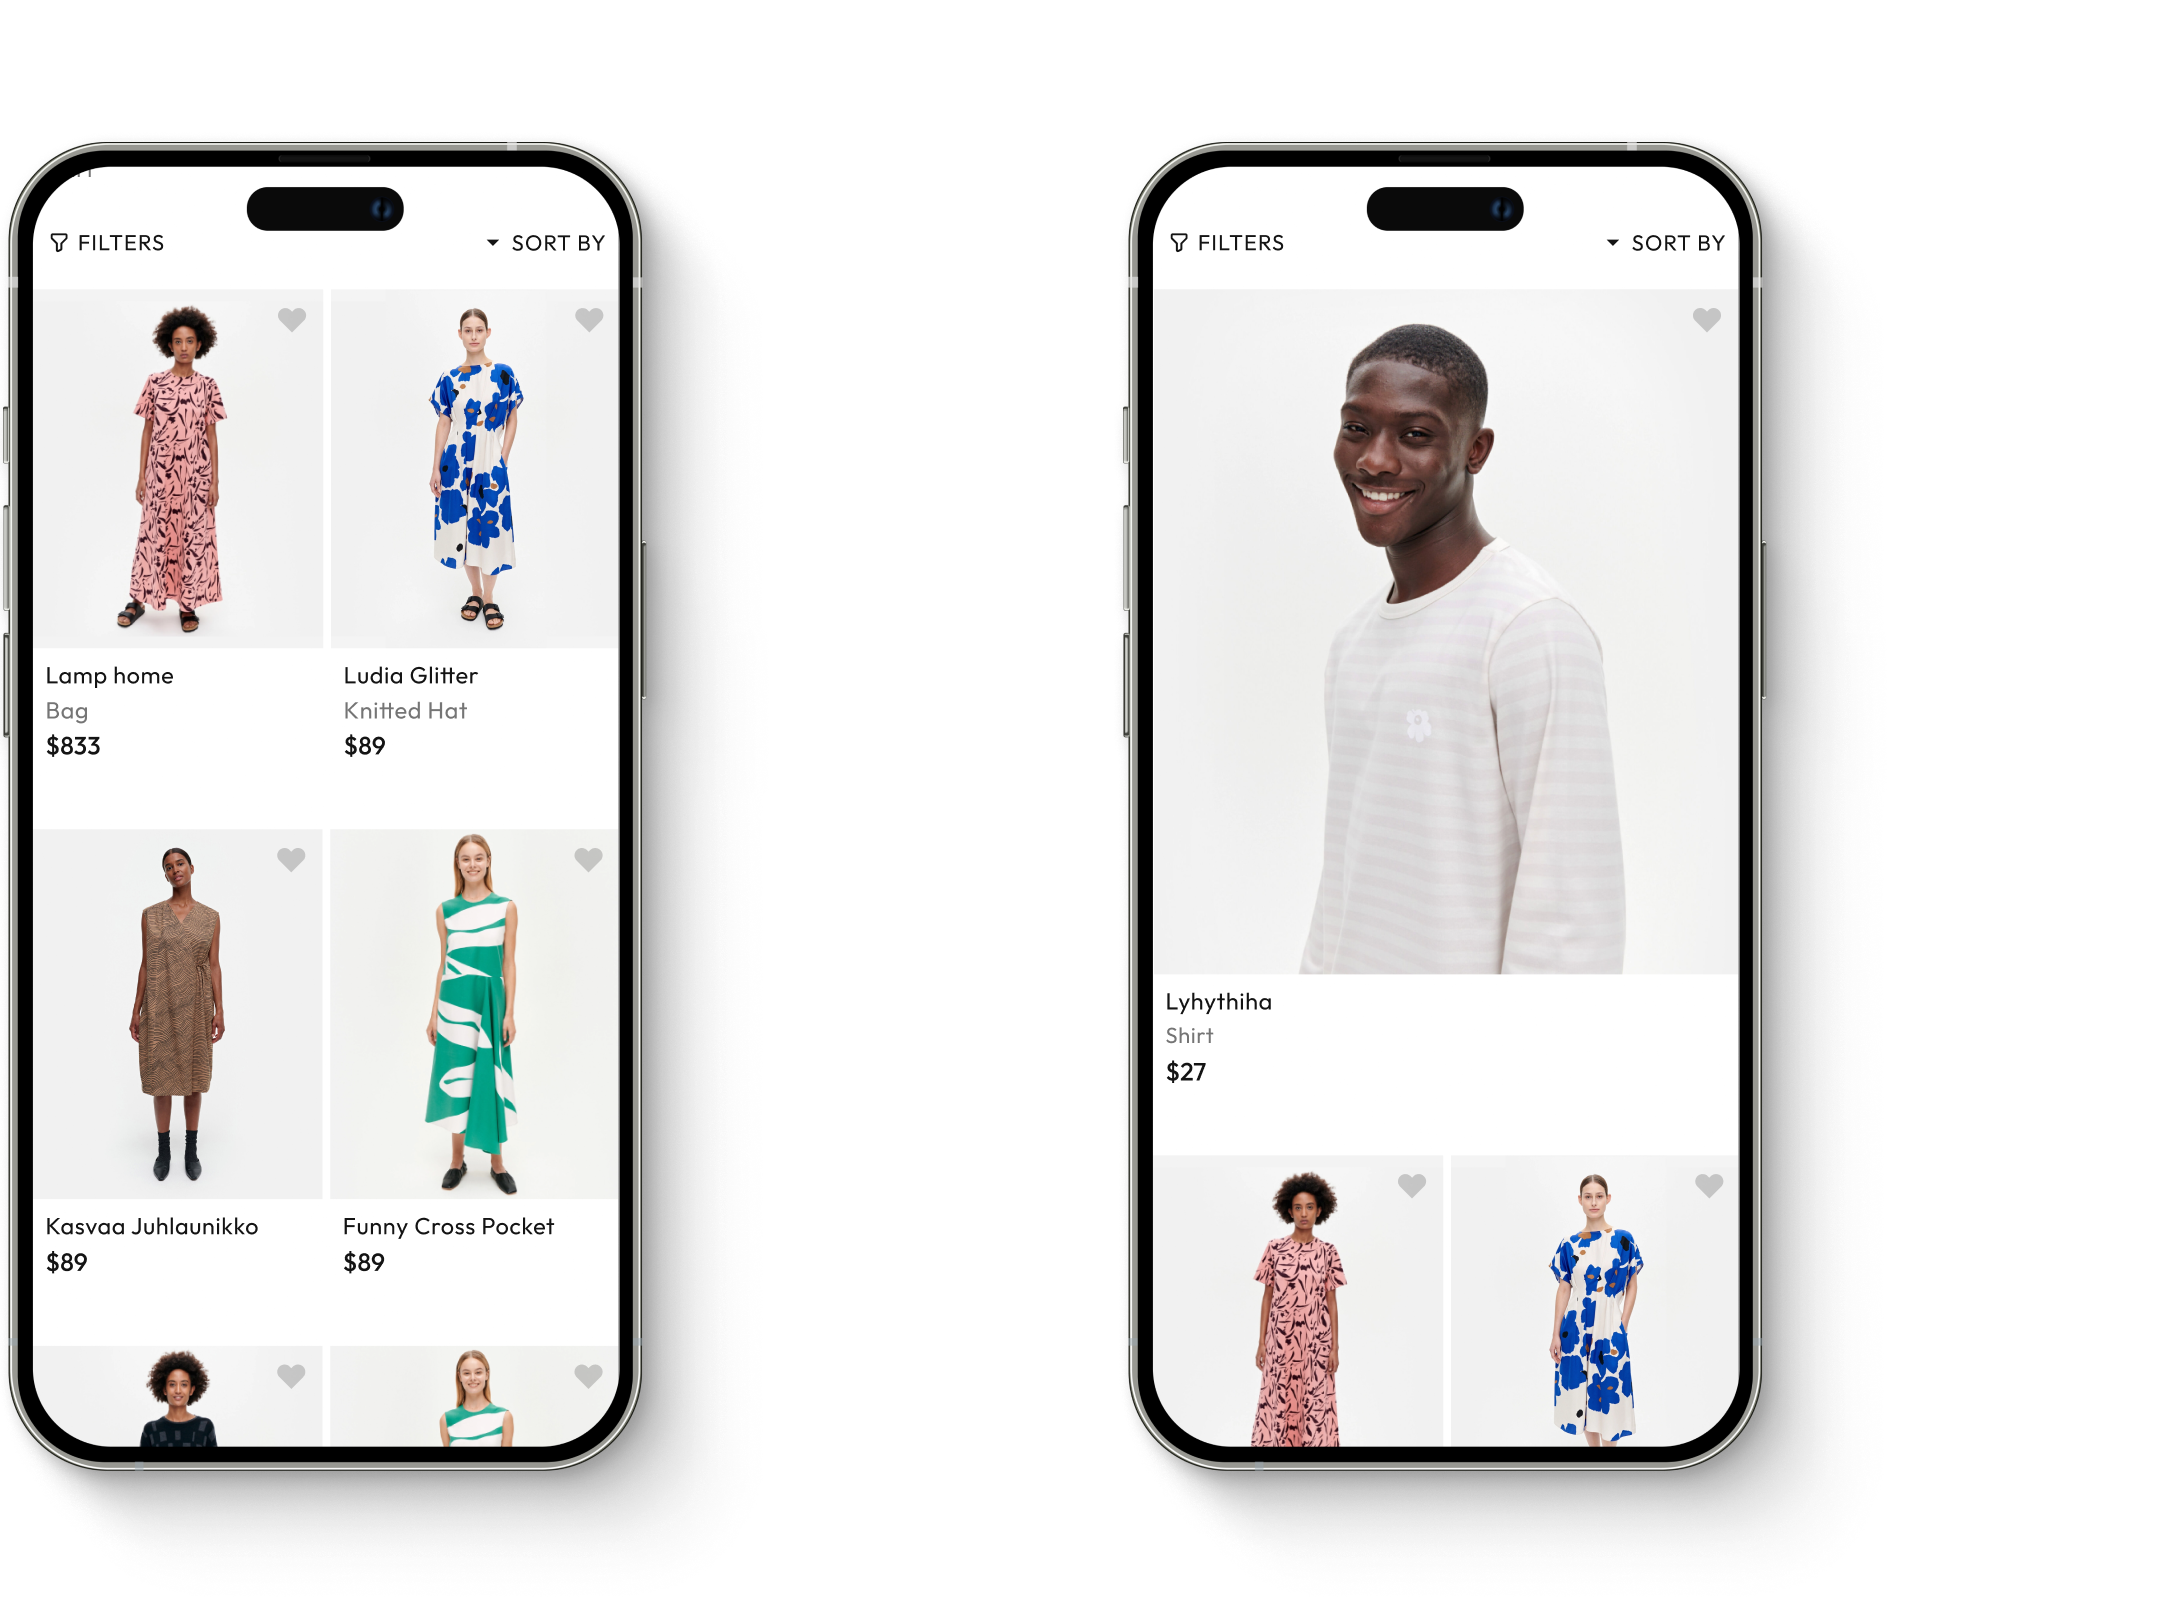 FILTERS
SORT BY
Lamp home
Bag
$833
Ludia Glitter
Knitted Hat
$89
Kasvaa Juhlaunikko
$89
Funny Cross Pocket
$89
FILTERS
SORT BY
Lyhythiha
Shirt
$27